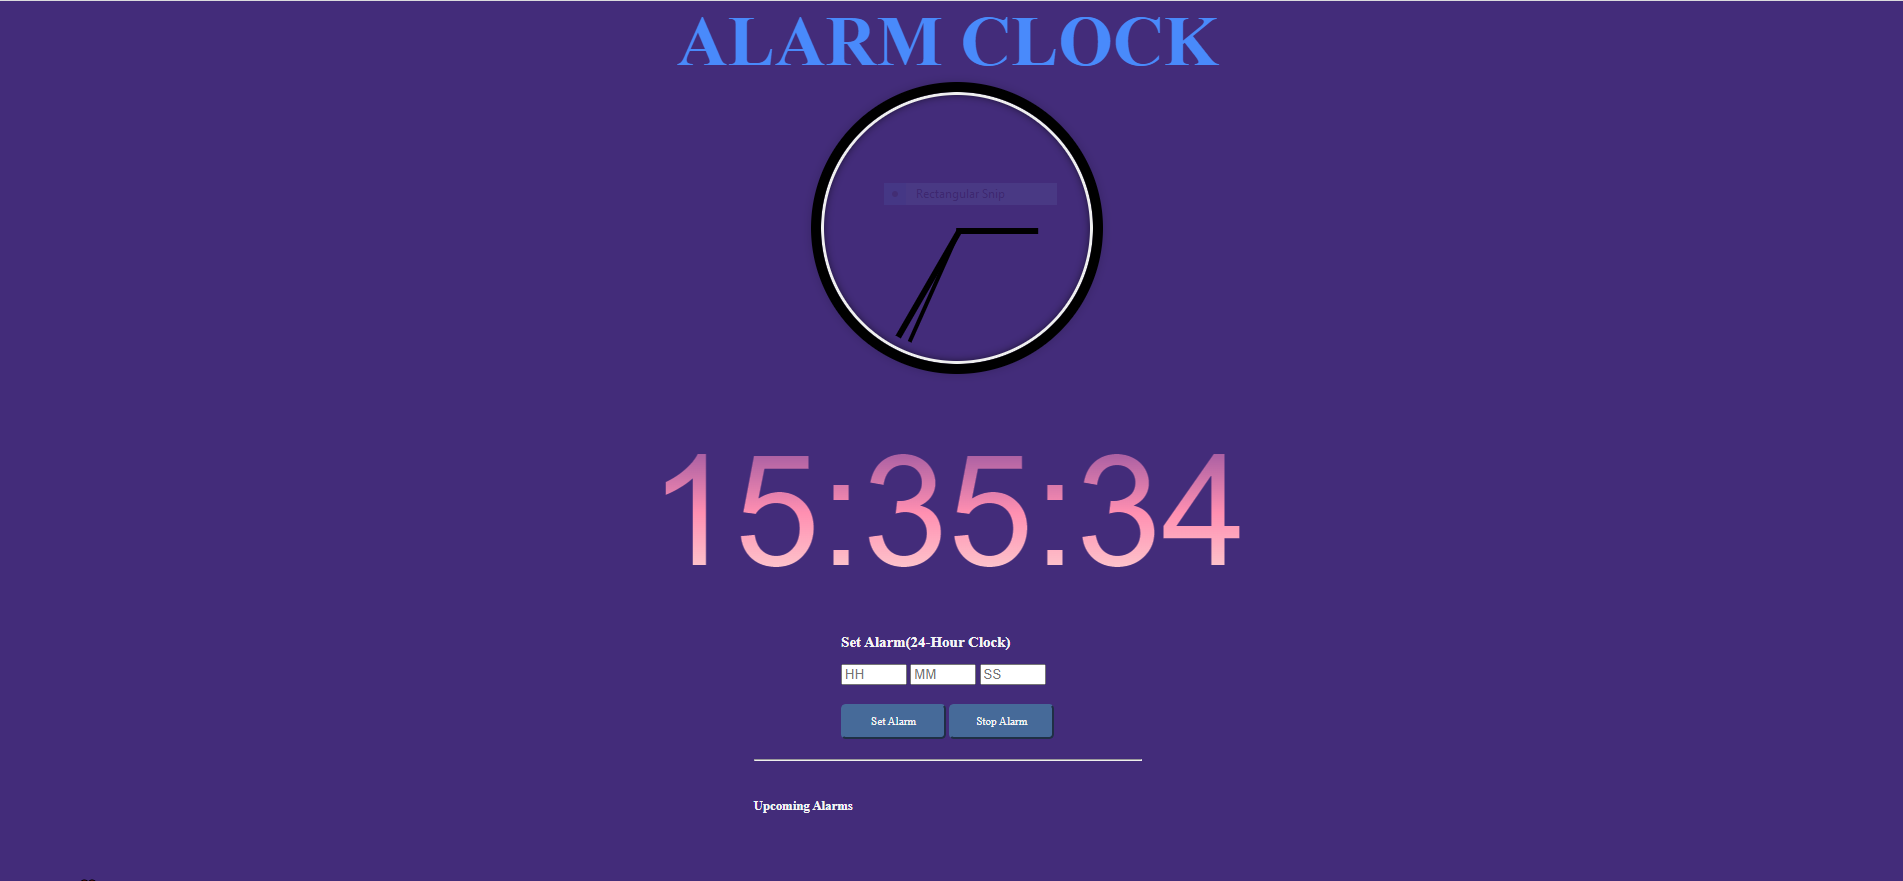 ALARM CLOCK
Rectangular Snip
15:35:34
Set Alarm(24-Hour Clock)
HH MM SS
Set Alarm Stop Alarm
Upcoming Alarms